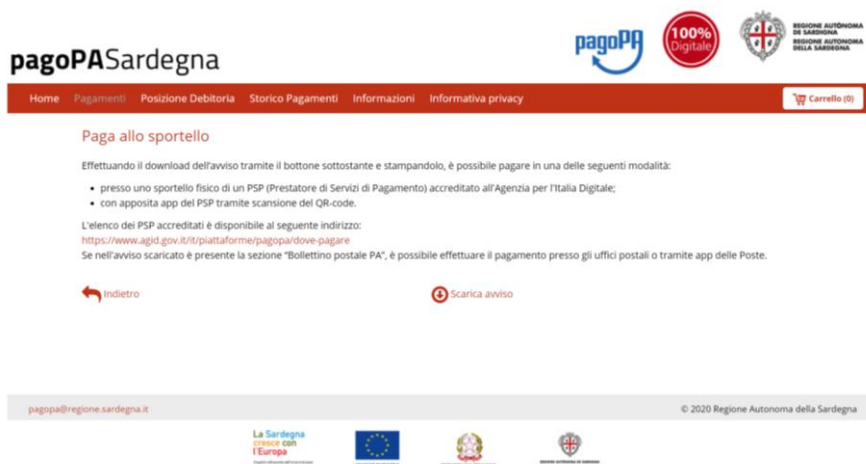 pagoPASardegna
pagoPA
100%
Digitale
REGIONE AUTÒNOMA
DE SARDIGNA
REGIONE AUTONOMA
DELLA SARDEGNA
Home Pagamenti Posizione Debitoria Storico Pagamenti Informazioni Informativa privacy Carrello (0)
Paga allo sportello
Effettuando il download dell'avviso tramite il bottone sottostante e stampandolo, è possibile pagare in una delle seguenti modalità:
• presso uno sportello fisico di un PSP (Prestatore di Servizi di Pagamento) accreditato all'Agenzia per l'Italia Digitale;
• con apposita app del PSP tramite scansione del QR-code.
L'elenco dei PSP accreditati è disponibile al seguente indirizzo:
https://www.agid.gov.it/it/piattaforme/pagopa/dove-pagare
Se nell'avviso scaricato è presente la sezione "Bollettino postale PA", è possibile effettuare il pagamento presso gli uffici postali o tramite app delle Poste.
Indietro Scarica avviso
pagopa@regione.sardegna.it © 2020 Regione Autonoma della Sardegna
La Sardegna
cresce con
l'Europa